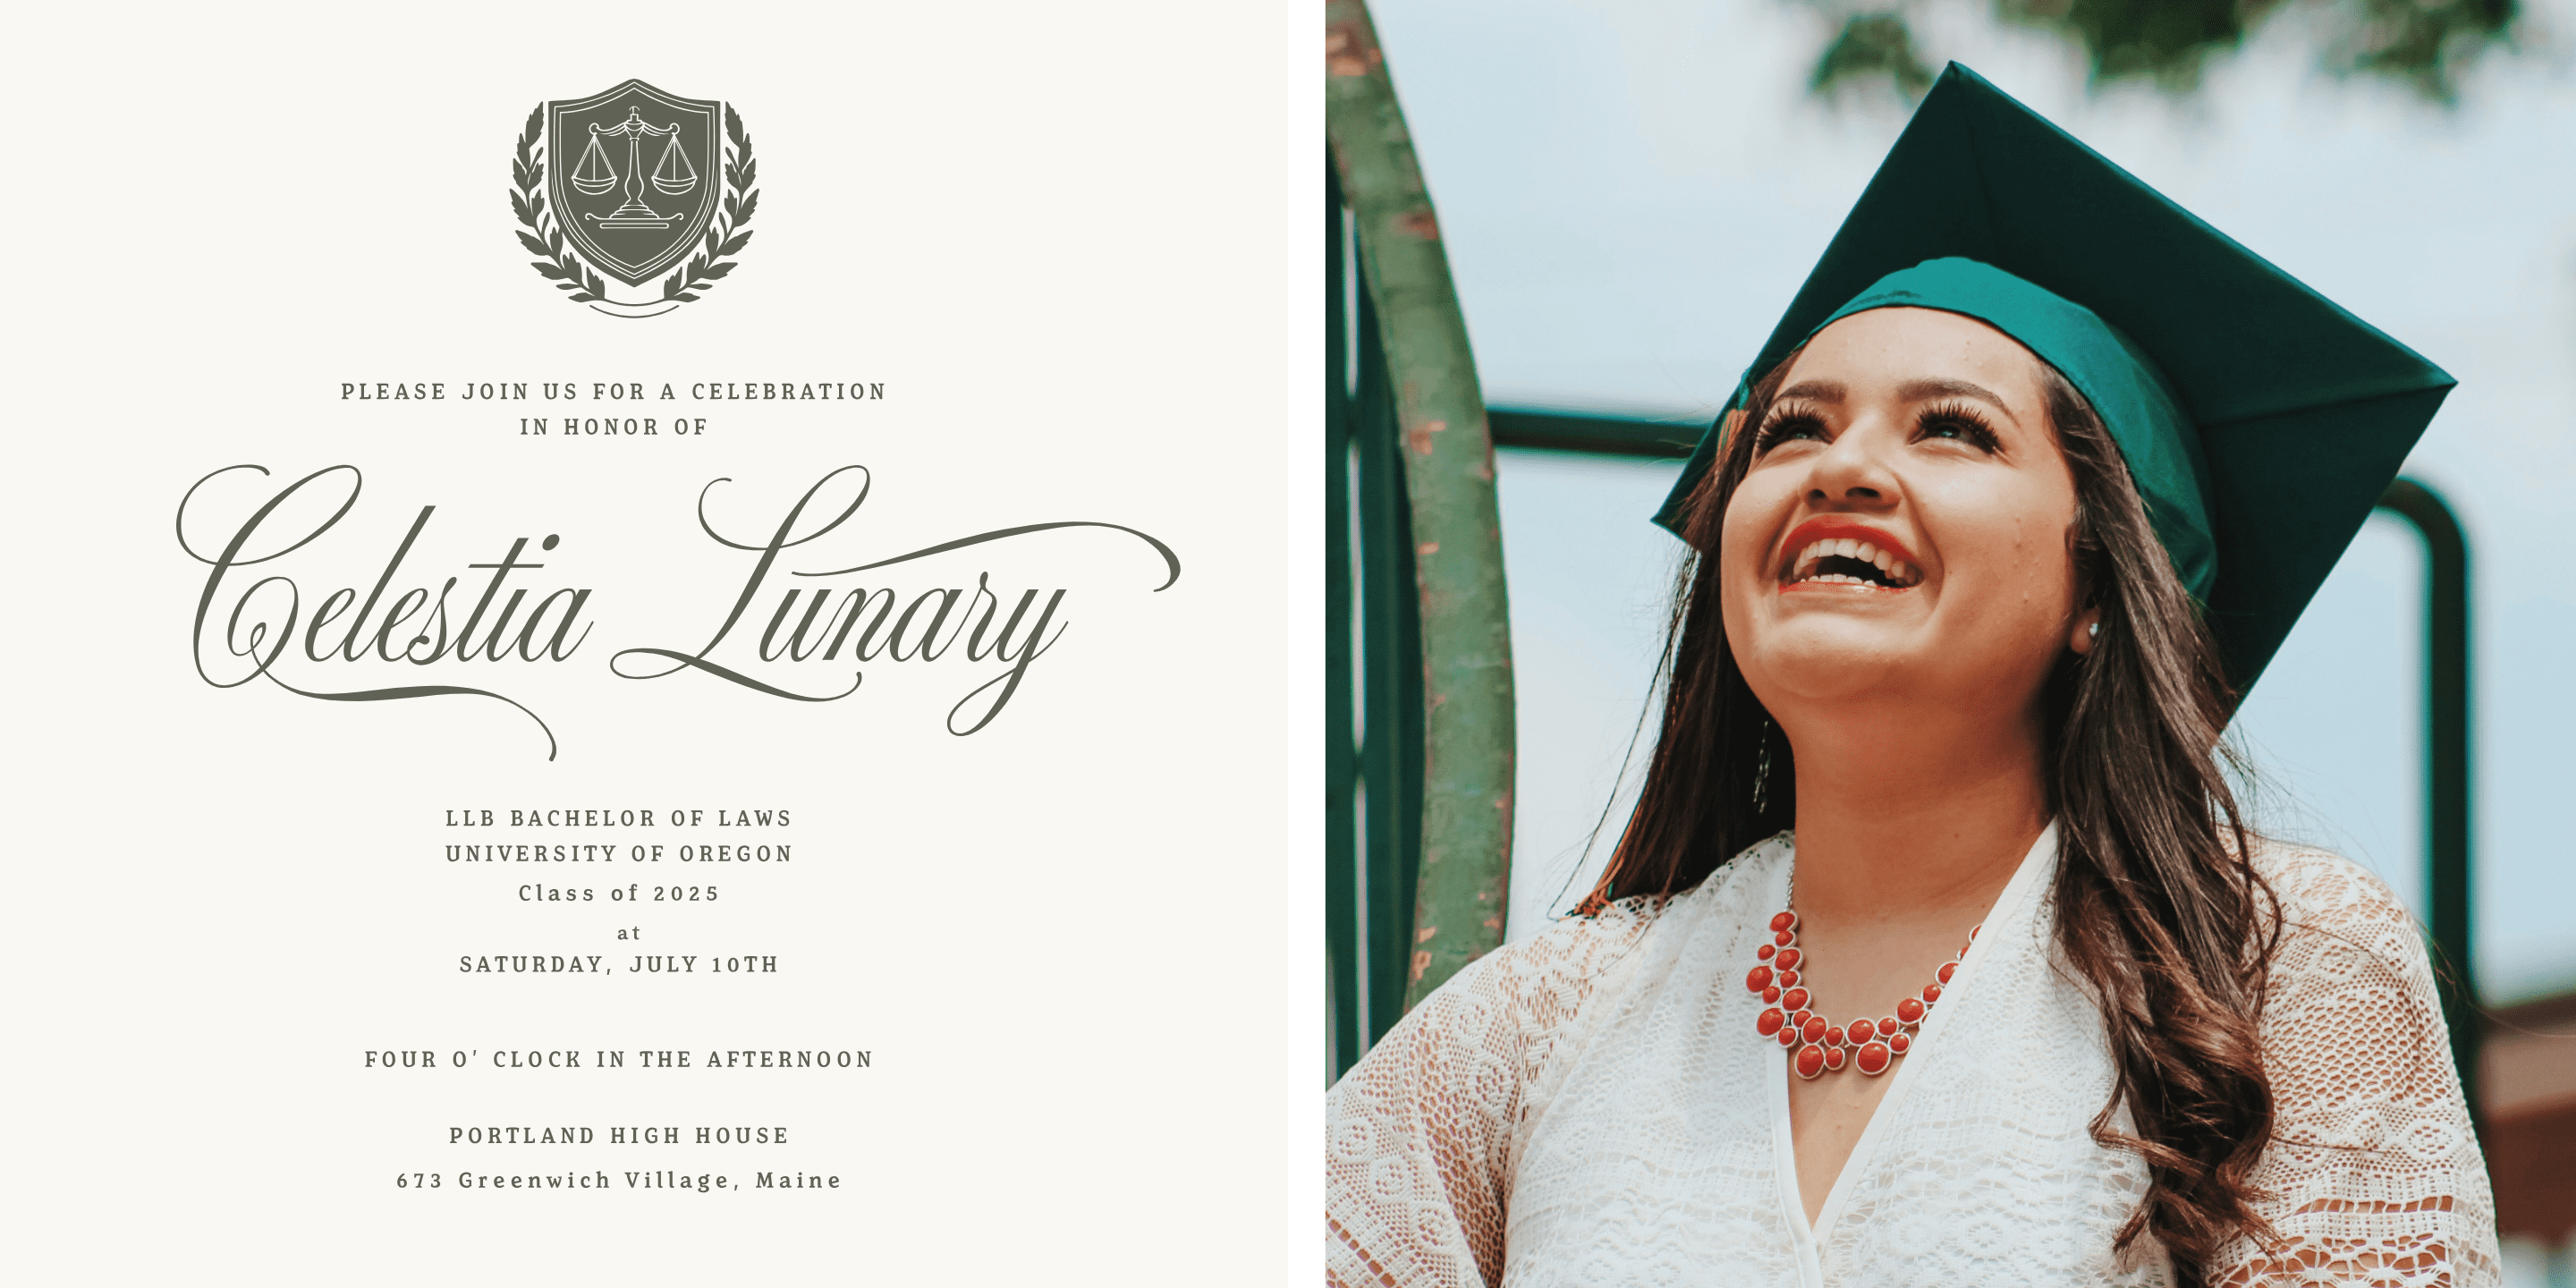 PLEASE JOIN US FOR A CELEBRATION
IN HONOR OF
Celestia Lunary
LLB BACHELOR OF LAWS
UNIVERSITY OF OREGON
Class of 2025
at
SATURDAY, JULY 10TH
FOUR O' CLOCK IN THE AFTERNOON
PORTLAND HIGH HOUSE
673 Greenwich Village, Maine